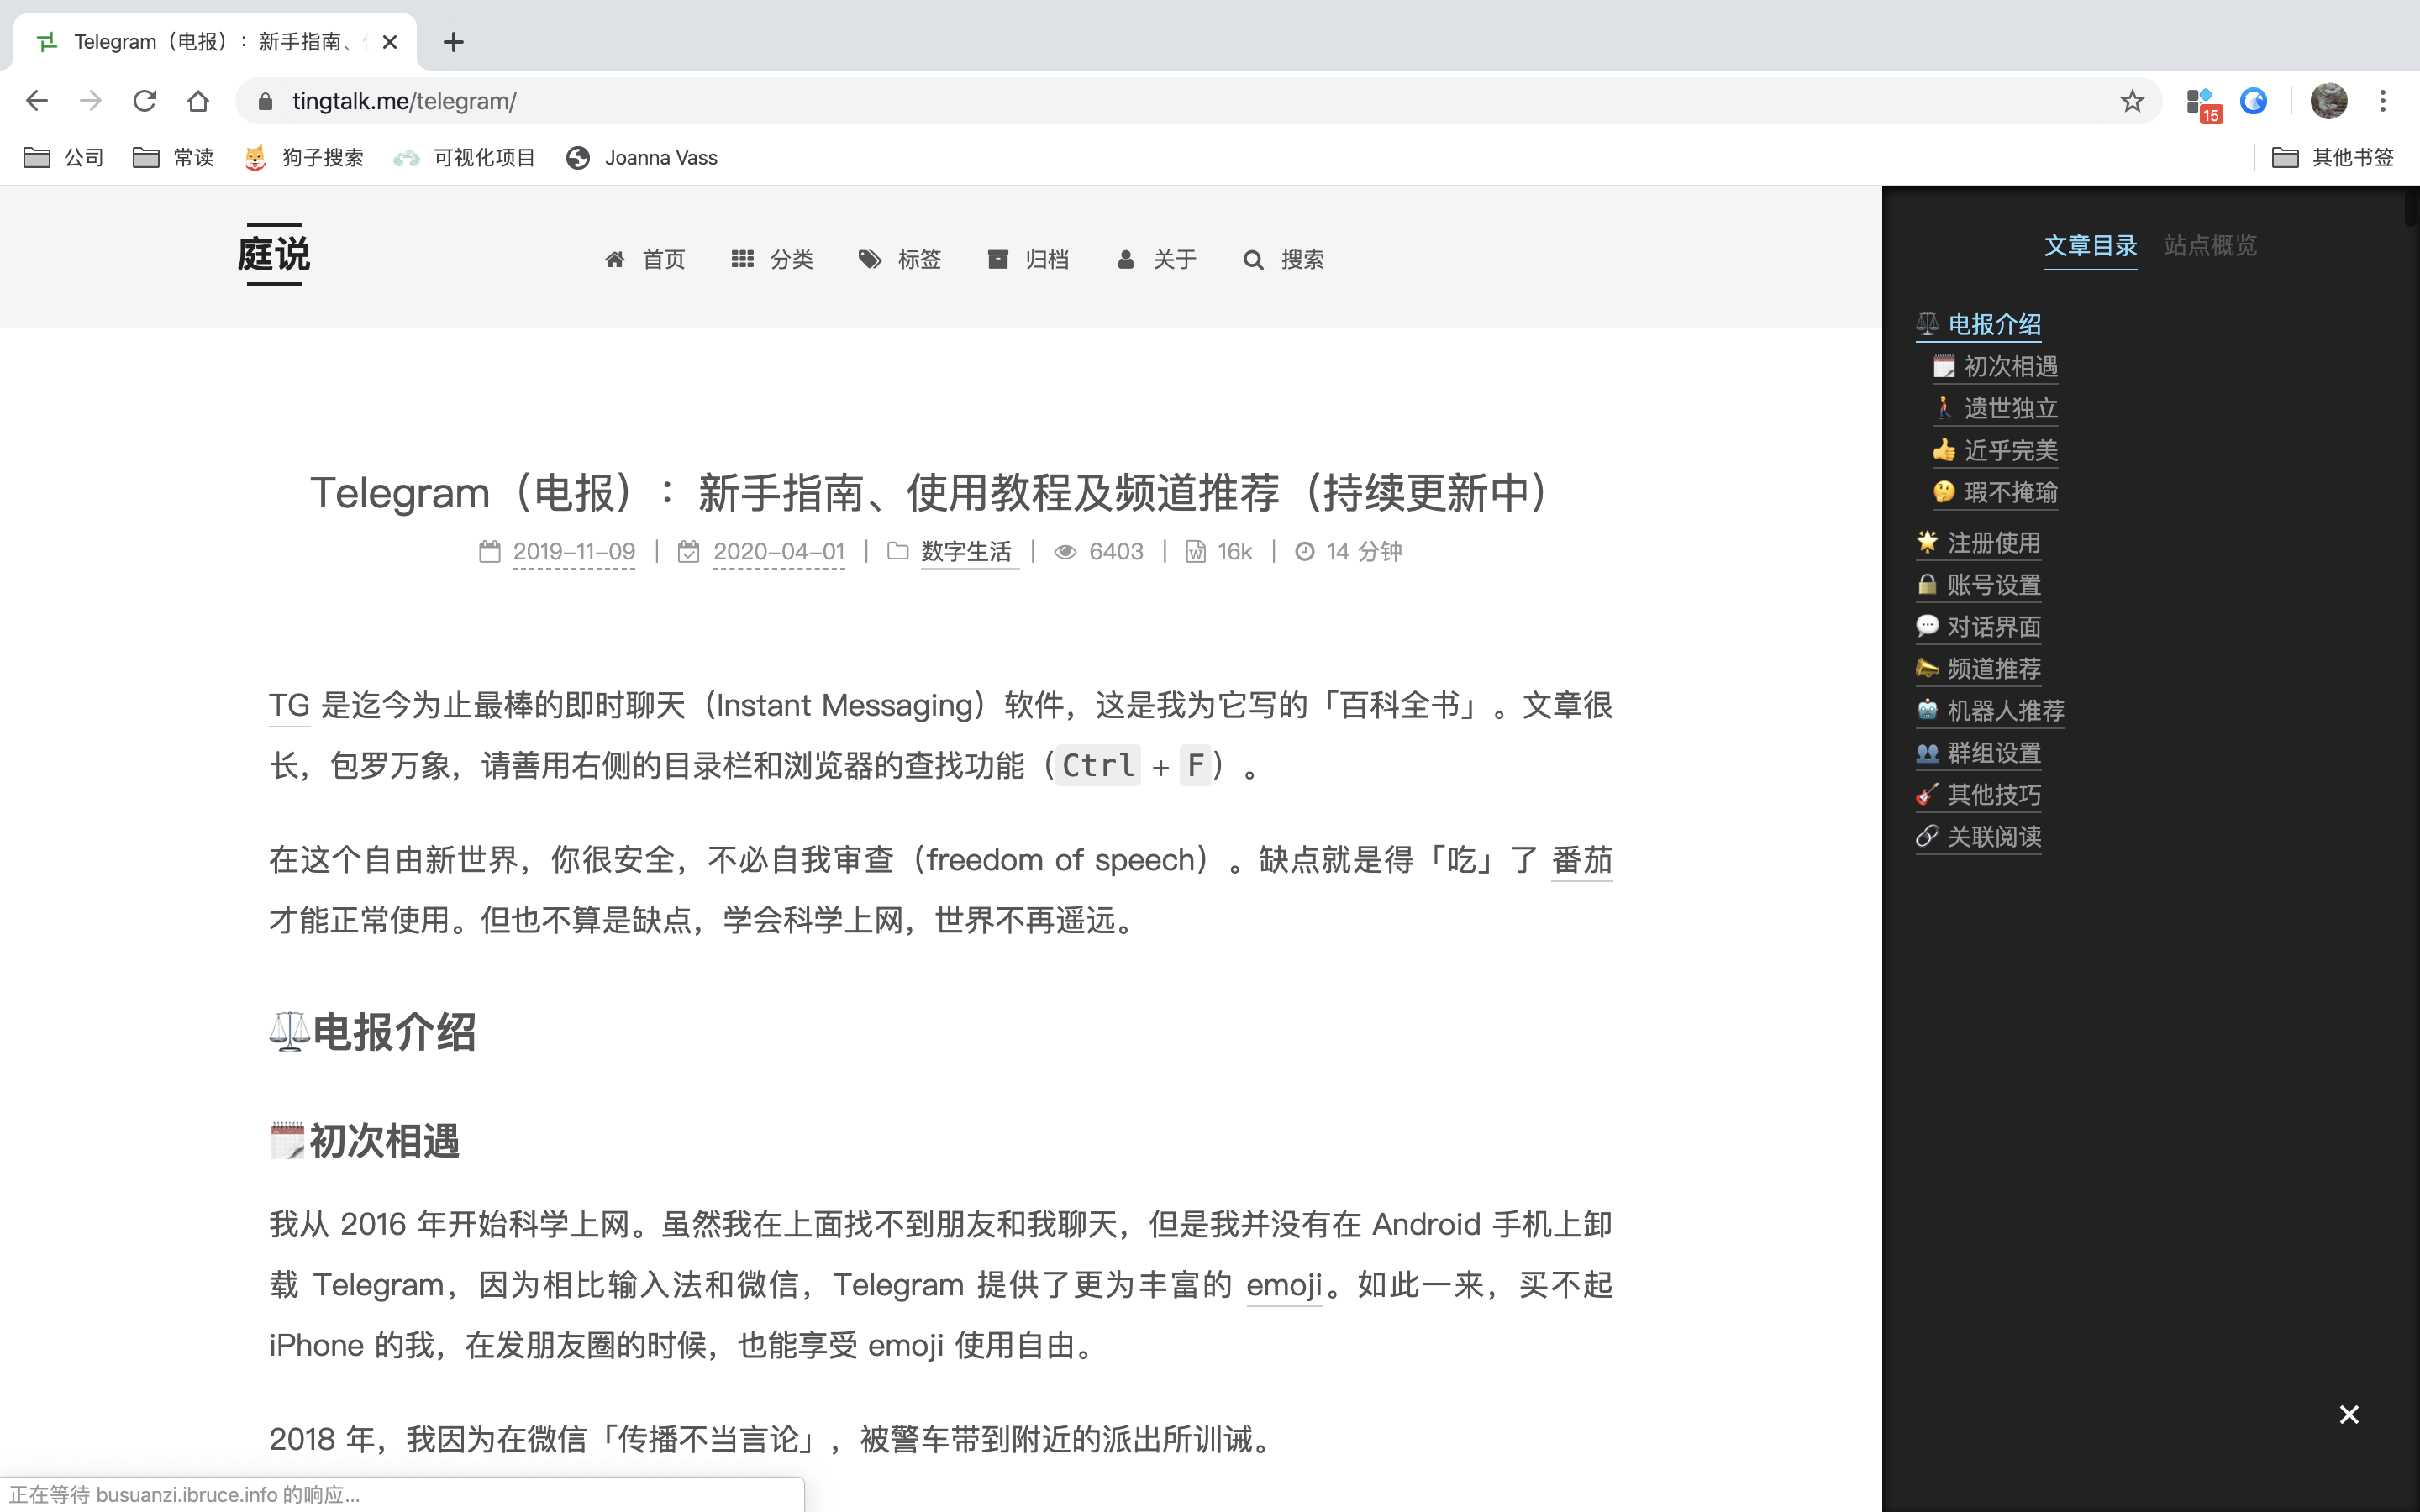 Telegram（电报）：新手指南、
tingtalk.me/telegram/
15
公司 常读 狗子搜索 可视化项目 Joanna Vass 其他书签
庭说
首页 分类 标签 归档 关于 搜索
Telegram（电报）：新手指南、使用教程及频道推荐（持续更新中）
2019-11-09 | 2020-04-01 | 数字生活 | 6403 | 16k | 14 分钟
TG 是迄今为止最棒的即时聊天（Instant Messaging）软件，这是我为它写的「百科全书」。文章很
长，包罗万象，请善用右侧的目录栏和浏览器的查找功能（Ctrl + F）。
在这个自由新世界，你很安全，不必自我审查（freedom of speech）。缺点就是得「吃」了 番茄
才能正常使用。但也不算是缺点，学会科学上网，世界不再遥远。
⚖️电报介绍
🗓初次相遇
我从 2016 年开始科学上网。虽然我在上面找不到朋友和我聊天，但是我并没有在 Android 手机上卸
载 Telegram，因为相比输入法和微信，Telegram 提供了更为丰富的 emoji。如此一来，买不起
iPhone 的我，在发朋友圈的时候，也能享受 emoji 使用自由。
2018 年，我因为在微信「传播不当言论」，被警车带到附近的派出所训诫。
正在等待 busuanzi.ibruce.info 的响应...
文章目录 站点概览
⚖️ 电报介绍
🗓 初次相遇
🚶 遗世独立
👍 近乎完美
🤔 瑕不掩瑜
🌟 注册使用
🔒 账号设置
💬 对话界面
📣 频道推荐
🤖 机器人推荐
👥 群组设置
🎸 其他技巧
🔗 关联阅读